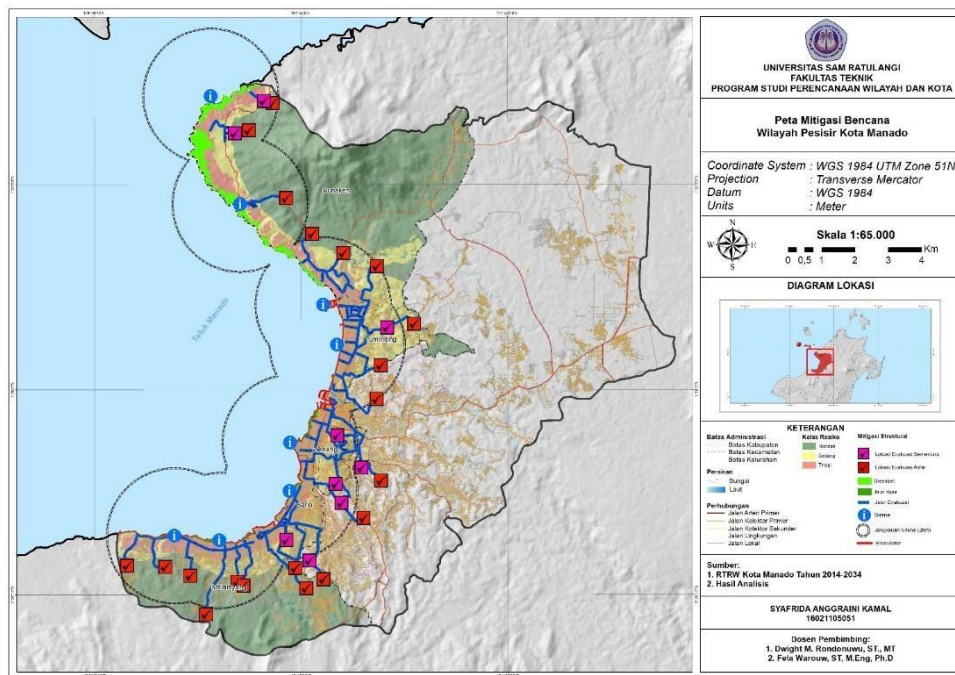 UNIVERSITAS SAM RATULANGI
FAKULTAS TEKNIK
PROGRAM STUDI PERENCANAAN WILAYAH DAN KOTA
Peta Mitigasi Bencana
Wilayah Pesisir Kota Manado
Coordinate System : WGS 1984 UTM Zone 51N
Projection : Transverse Mercator
Datum : WGS 1984
Units : Meter
N
W E
S
Skala 1:65.000
0 0,5 1 2 3 4 Km
DIAGRAM LOKASI
KETERANGAN
Batas Administrasi
Batas Kabupaten
Batas Kecamatan
Batas Kelurahan
Perairan
Sungai
Laut
Perhubungan
Jalan Arteri Primer
Jalan Kolektor Primer
Jalan Kolektor Sekunder
Jalan Lingkungan
Jalan Lokal
Kelas Resiko
Rendah
Sedang
Tinggi
Mitigasi Struktural
Lokasi Evakuasi Sementara
Lokasi Evakuasi Akhir
Jalur Hijau
Jalur Evakuasi
Sirine
Sumber:
1. RTRW Kota Manado Tahun 2014-2034
2. Hasil Analisis
SYAFRIDA ANGGRAINI KAMAL
16021105051
Dosen Pembimbing:
1. Dwight M. Rondonuwu, ST., MT
2. Fela Warouw, ST, M.Eng, Ph.D
Teluk Manado
Sario